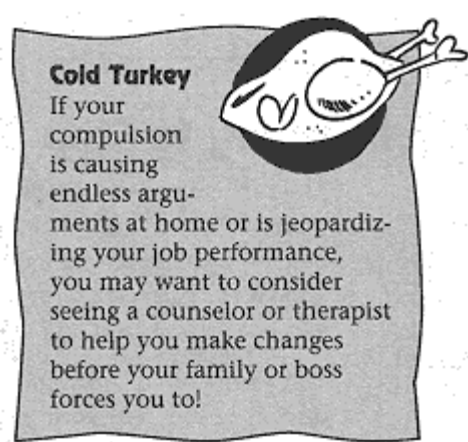 Cold Turkey
If your
compulsion
is causing
endless argu-
ments at home or is jeopardiz-
ing your job performance,
you may want to consider
seeing a counselor or therapist
to help you make changes
before your family or boss
forces you to!